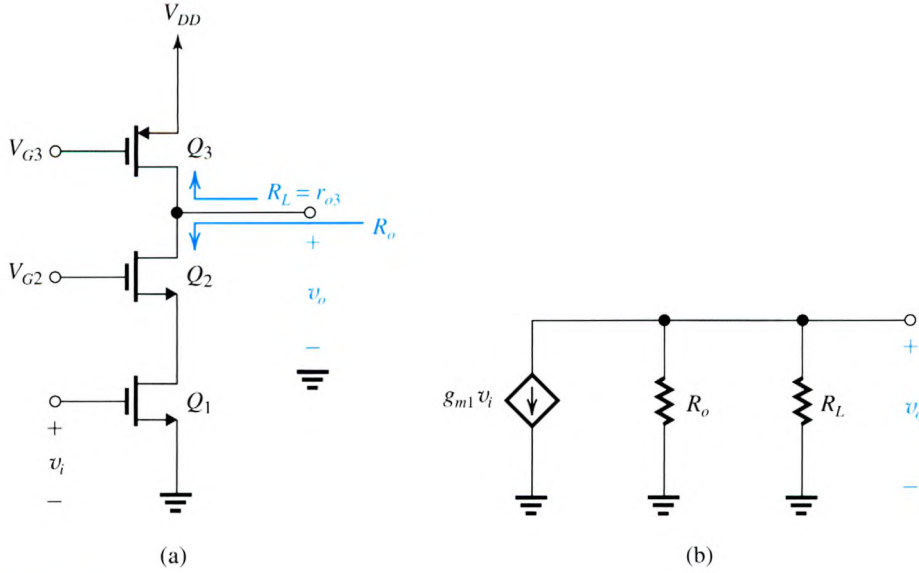 V_DD
V_G3
Q_3
R_L = r_o3
R_o
+
V_G2
Q_2
v_o
−
Q_1
+
v_i
−
(a)
+
g_m1 v_i
R_o
R_L
−
(b)